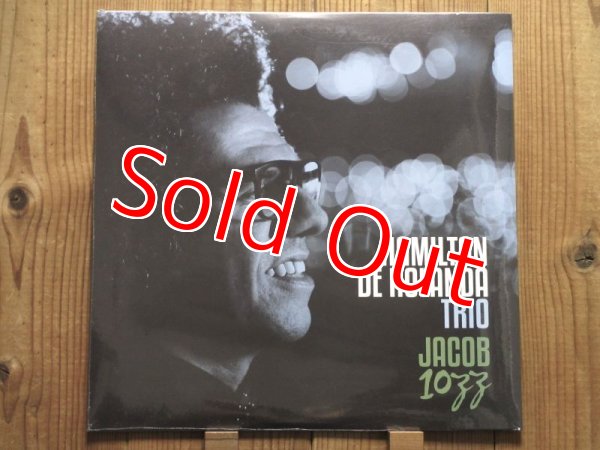 Sold Out
HAMILTON
DE HOLANDA
TRIO
JACOB
10ZZ